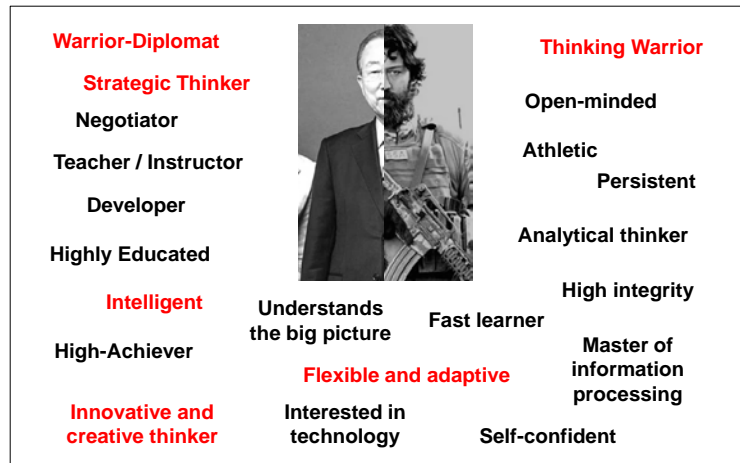 Warrior-Diplomat
Strategic Thinker
Negotiator
Teacher / Instructor
Developer
Highly Educated
Intelligent
High-Achiever
Innovative and
creative thinker
Understands
the big picture
Fast learner
Flexible and adaptive
Interested in
technology
Self-confident
Thinking Warrior
Open-minded
Athletic
Persistent
Analytical thinker
High integrity
Master of
information
processing